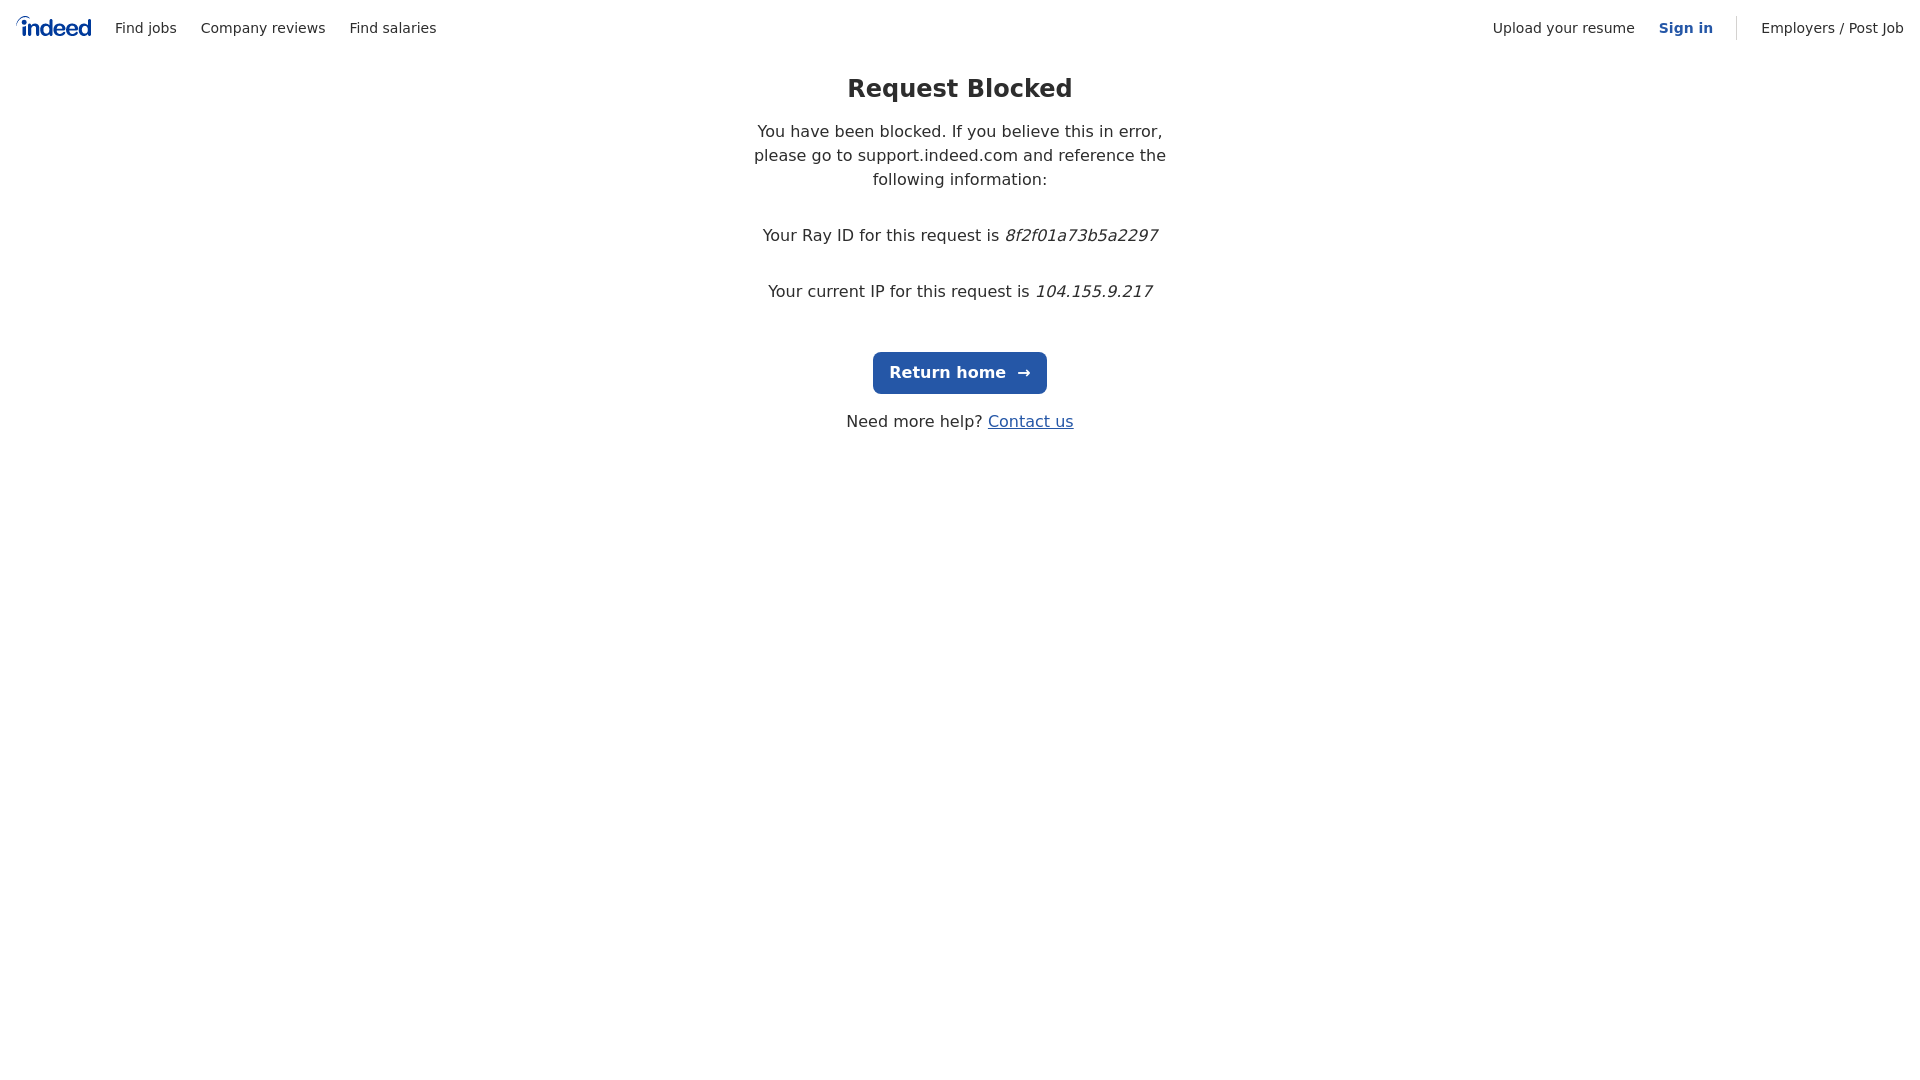 indeed
Find jobs
Company reviews
Find salaries
Upload your resume
Sign in
Employers / Post Job
Request Blocked
You have been blocked. If you believe this in error,
please go to support.indeed.com and reference the
following information:
Your Ray ID for this request is 8f2f01a73b5a2297
Your current IP for this request is 104.155.9.217
Return home →
Need more help? Contact us